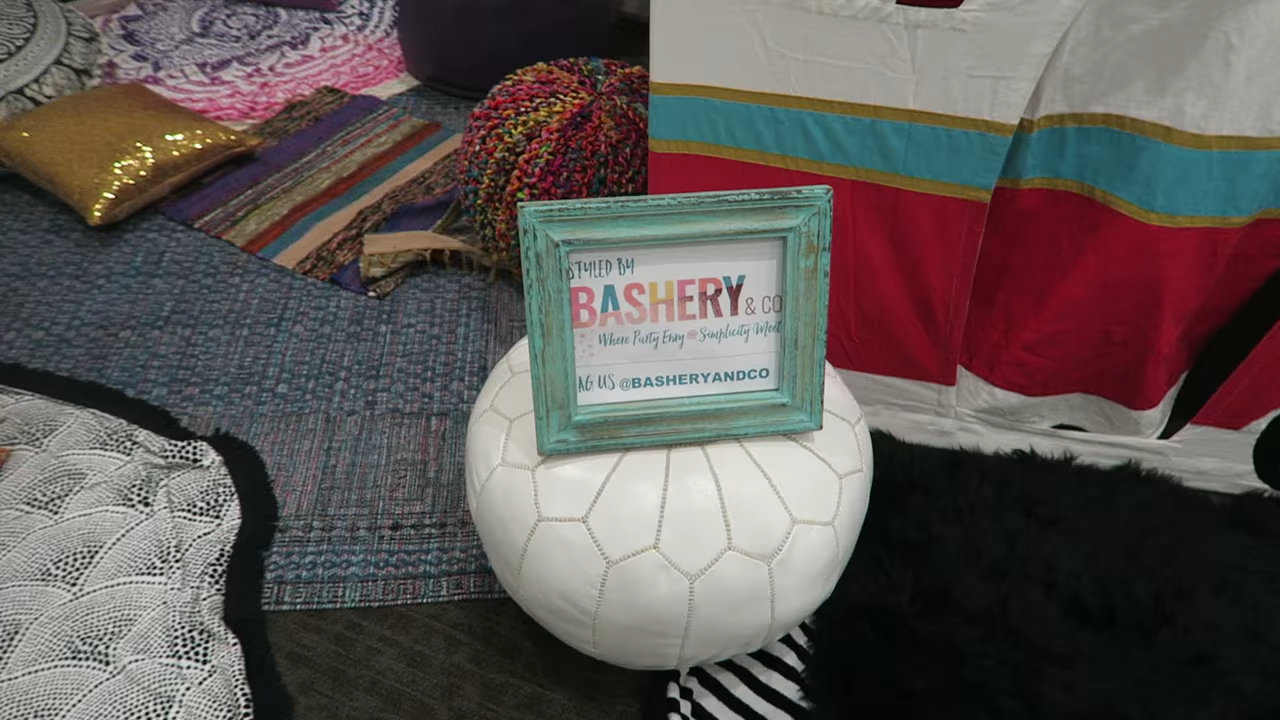 STYLED BY
BASHERY & CO
Where Party Envy @ Simplicity Meet
AG US @BASHERYANDCO